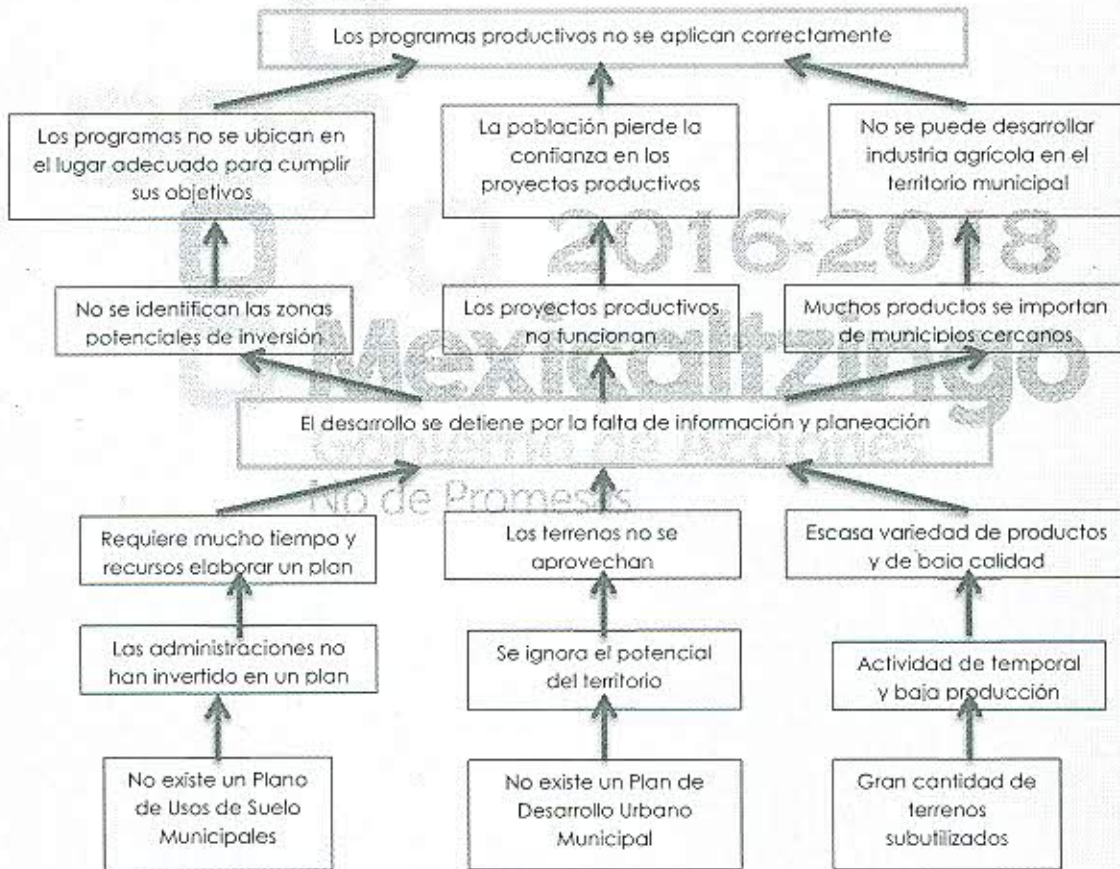 Los programas productivos no se aplican correctamente
Los programas no se ubican en
el lugar adecuado para cumplir
sus objetivos
La población pierde la
confianza en los
proyectos productivos
No se puede desarrollar
industria agrícola en el
territorio municipal
2016-2018
No se identifican las zonas
potenciales de inversión
Los proyectos productivos
no funcionan
Muchos productos se importan
de municipios cercanos
Mexicaltzingo
El desarrollo se detiene por la falta de información y planeación
Gobierno de Acciones
No de Promesas
Requiere mucho tiempo y
recursos elaborar un plan
Los terrenos no se
aprovechan
Escasa variedad de productos
y de baja calidad
Las administraciones no
han invertido en un plan
Se ignora el potencial
del territorio
Actividad de temporal
y baja producción
No existe un Plano
de Usos de Suelo
Municipales
No existe un Plan de
Desarrollo Urbano
Municipal
Gran cantidad de
terrenos
subutilizados